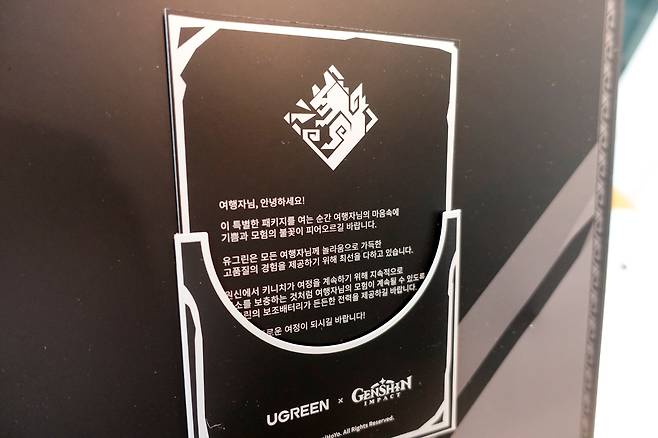 여행자님, 안녕하세요!
이 특별한 패키지를 여는 순간 여행자님의 마음속에
기쁨과 모험의 불꽃이 피어오르길 바랍니다.
유그린은 모든 여행자님께 놀라움으로 가득한
고품질의 경험을 제공하기 위해 최선을 다하고 있습니다.
원신에서 키니치가 여정을 계속하기 위해 지속적으로
보충하는 것처럼 여행자님의 모험이 계속될 수 있도록
보조배터리가 든든한 전력을 제공하길 바랍니다.
여정이 되시길 바랍니다!
UGREEN × GENSHIN
IMPACT
All Rights Reserved.